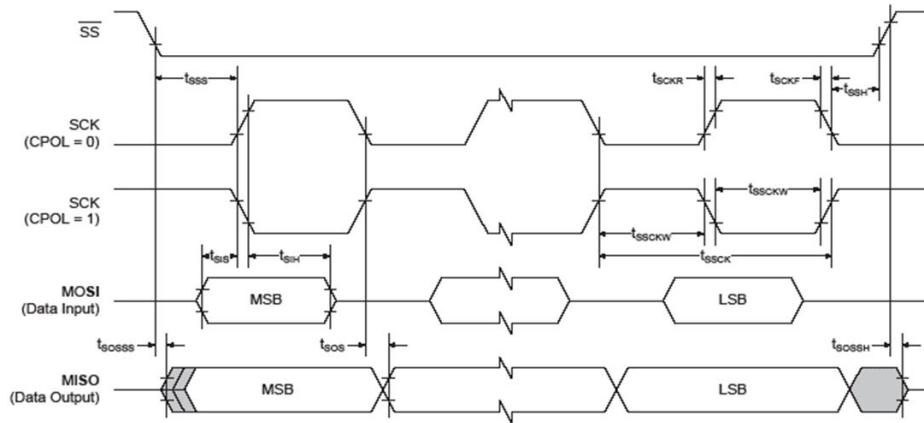 SS
tSSS
tSCKR
tSCKF
tSSH
SCK
(CPOL = 0)
SCK
(CPOL = 1)
tSSCKW
tSSCKW
tSSCK
tSIS
tSIH
MOSI
(Data Input)
MSB
LSB
tSOSSS
tSOS
tSOSSH
MISO
(Data Output)
MSB
LSB